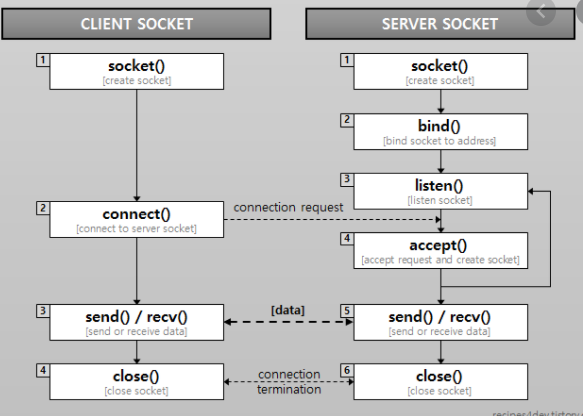 CLIENT SOCKET
SERVER SOCKET
1
socket()
[create socket]
1
socket()
[create socket]
2
bind()
[bind socket to address]
3
listen()
[listen socket]
2
connect()
[connect to server socket]
connection request
4
accept()
[accept request and create socket]
3
send() / recv()
[send or receive data]
[data]
5
send() / recv()
[send or receive data]
4
close()
[close socket]
connection
termination
6
close()
[close socket]